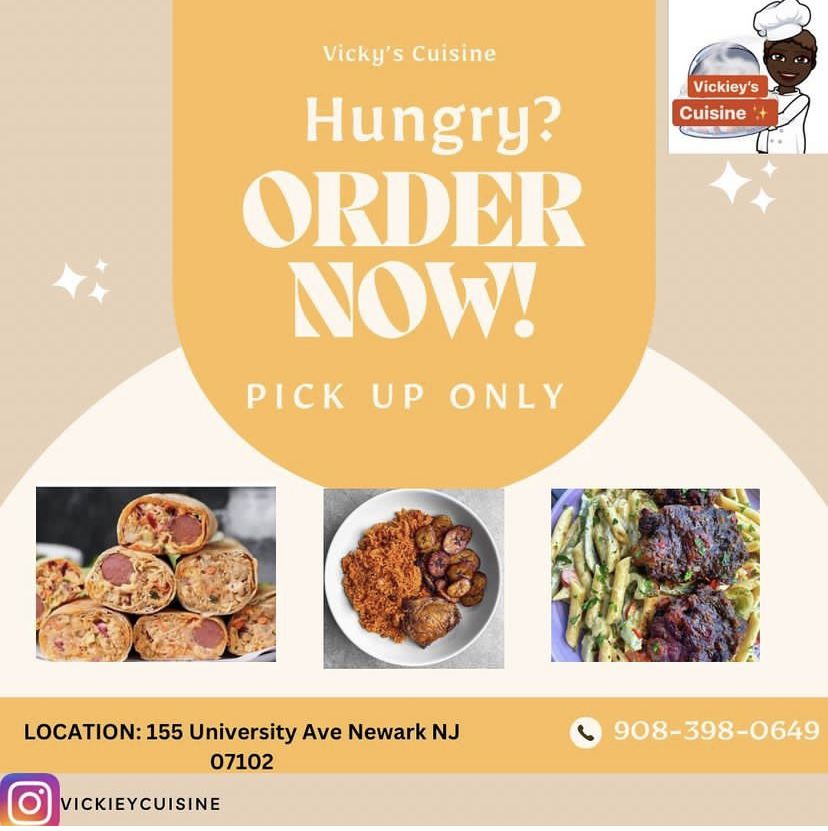 Vicky's Cuisine
Hungry?
ORDER
NOW!
PICK UP ONLY
Vickiey's
Cuisine ✨
LOCATION: 155 University Ave Newark NJ
07102
908-398-0649
VICKIEYCUISINE